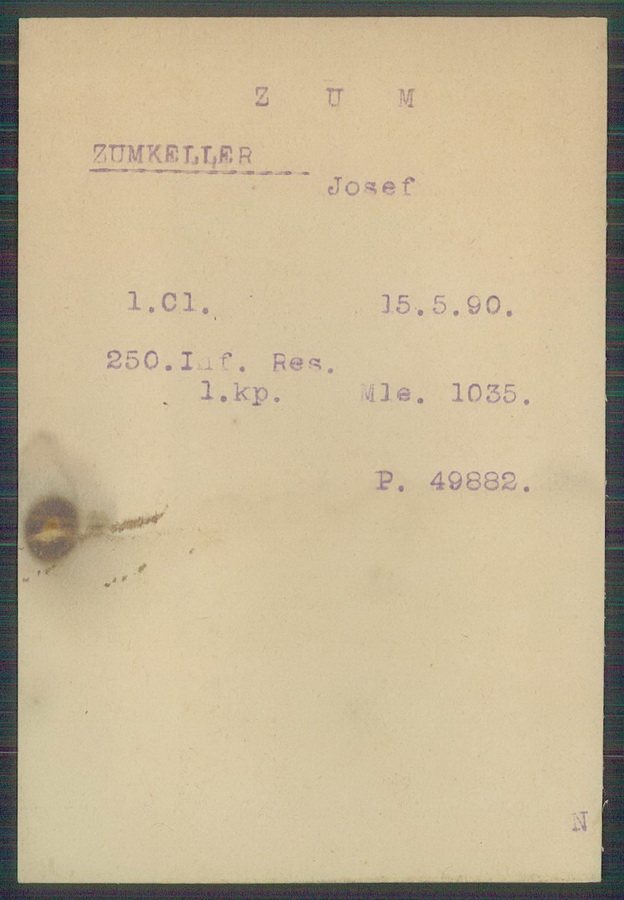 Z U M
ZUMKELLER
Josef
1.Cl. 15.5.90.
250.Inf. Res.
1.kp. Mle. 1035.
P. 49882.
N